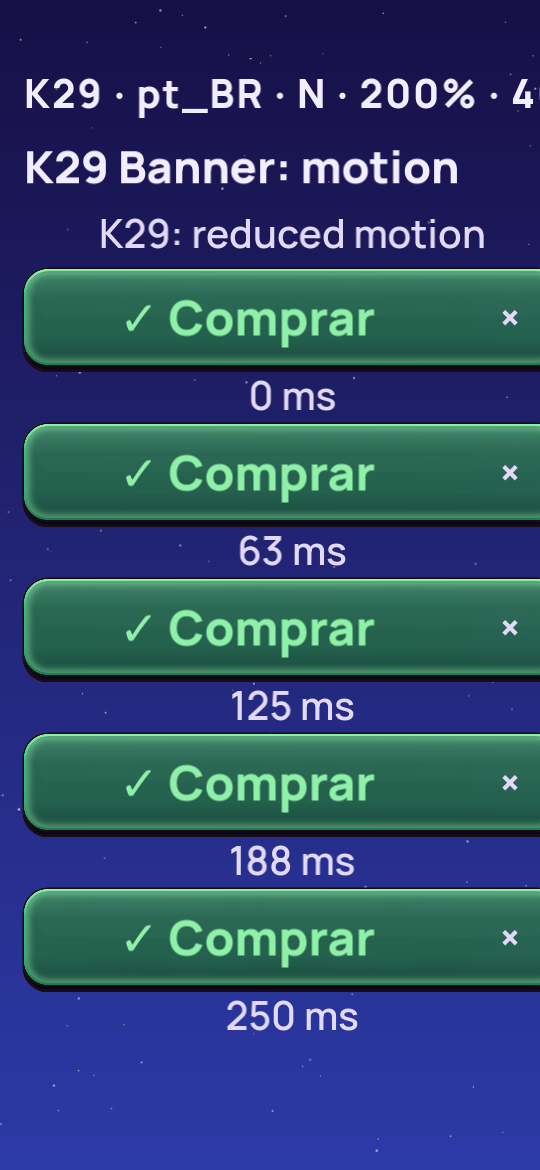 K29 · pt_BR · N · 200% · 4
K29 Banner: motion
K29: reduced motion
✓ Comprar ×
0 ms
✓ Comprar ×
63 ms
✓ Comprar ×
125 ms
✓ Comprar ×
188 ms
✓ Comprar ×
250 ms